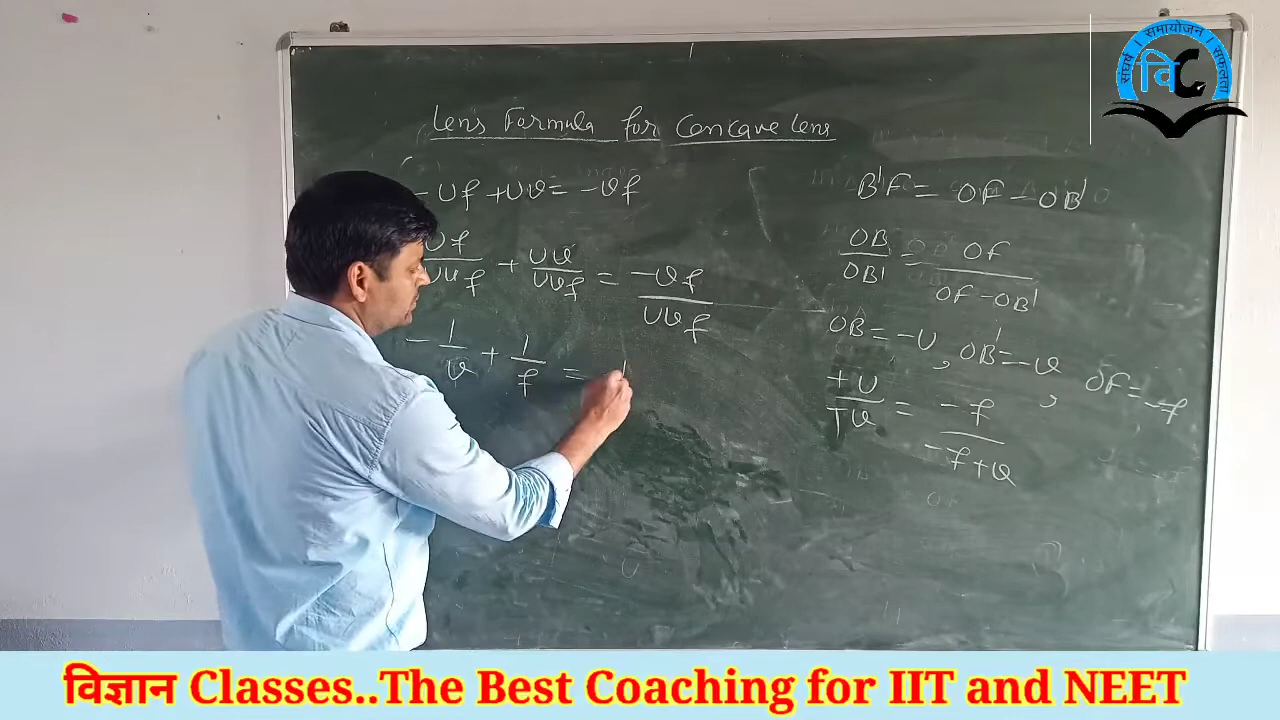 संघर्ष । समायोजन । सफलता
वि C
Lens Formula for Concave lens
- uf + uv = -vf
uf/uvf + uv/uvf = -vf/uvf
- 1/v + 1/f =
B'F = OF - OB'
OB/OB' = OF/OF-OB'
OB = -u , OB' = -v , OF = -f
+u/+v = -f/-f+v
विज्ञान Classes..The Best Coaching for IIT and NEET